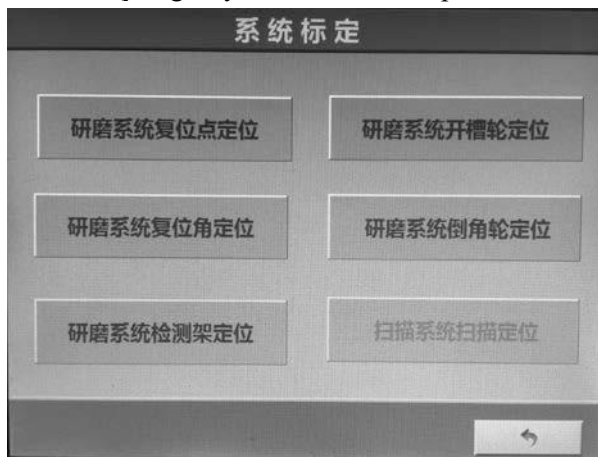 系统标定
研磨系统复位点定位
研磨系统开槽轮定位
研磨系统复位角定位
研磨系统倒角轮定位
研磨系统检测架定位
扫描系统扫描定位